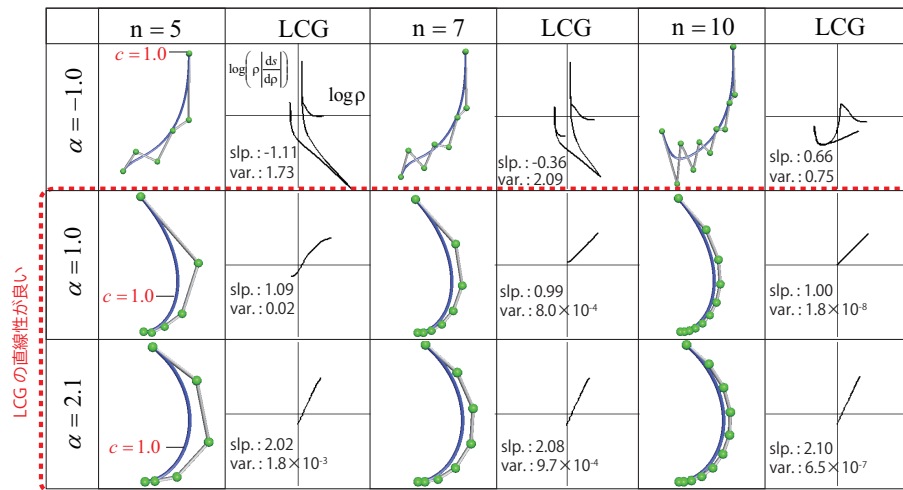 n = 5 LCG n = 7 LCG n = 10 LCG
α = −1.0
c = 1.0
log(ρ|ds/dρ|)
logρ
slp.: -1.11
var. : 1.73
slp.: -0.36
var. : 2.09
slp.: 0.66
var. : 0.75
LCG の直線性が良い
α = 1.0
c = 1.0
slp. : 1.09
var. : 0.02
slp. : 0.99
var. : 8.0×10⁻⁴
slp. : 1.00
var. : 1.8×10⁻⁸
α = 2.1
c = 1.0
slp. : 2.02
var. : 1.8×10⁻³
slp. : 2.08
var. : 9.7×10⁻⁴
slp. : 2.10
var. : 6.5×10⁻⁷